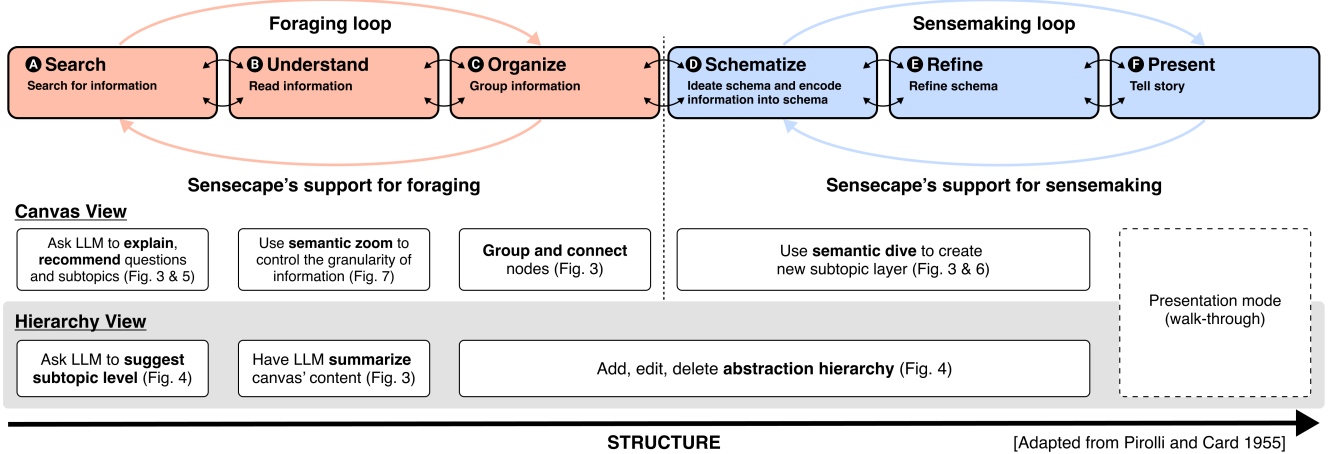 Foraging loop
Sensemaking loop
A Search
Search for information
B Understand
Read information
C Organize
Group information
D Schematize
Ideate schema and encode
information into schema
E Refine
Refine schema
F Present
Tell story
Sensecape's support for foraging
Sensecape's support for sensemaking
Canvas View
Ask LLM to explain,
recommend questions
and subtopics (Fig. 3 & 5)
Use semantic zoom to
control the granularity of
information (Fig. 7)
Group and connect
nodes (Fig. 3)
Use semantic dive to create
new subtopic layer (Fig. 3 & 6)
Presentation mode
(walk-through)
Hierarchy View
Ask LLM to suggest
subtopic level (Fig. 4)
Have LLM summarize
canvas' content (Fig. 3)
Add, edit, delete abstraction hierarchy (Fig. 4)
STRUCTURE
[Adapted from Pirolli and Card 1955]